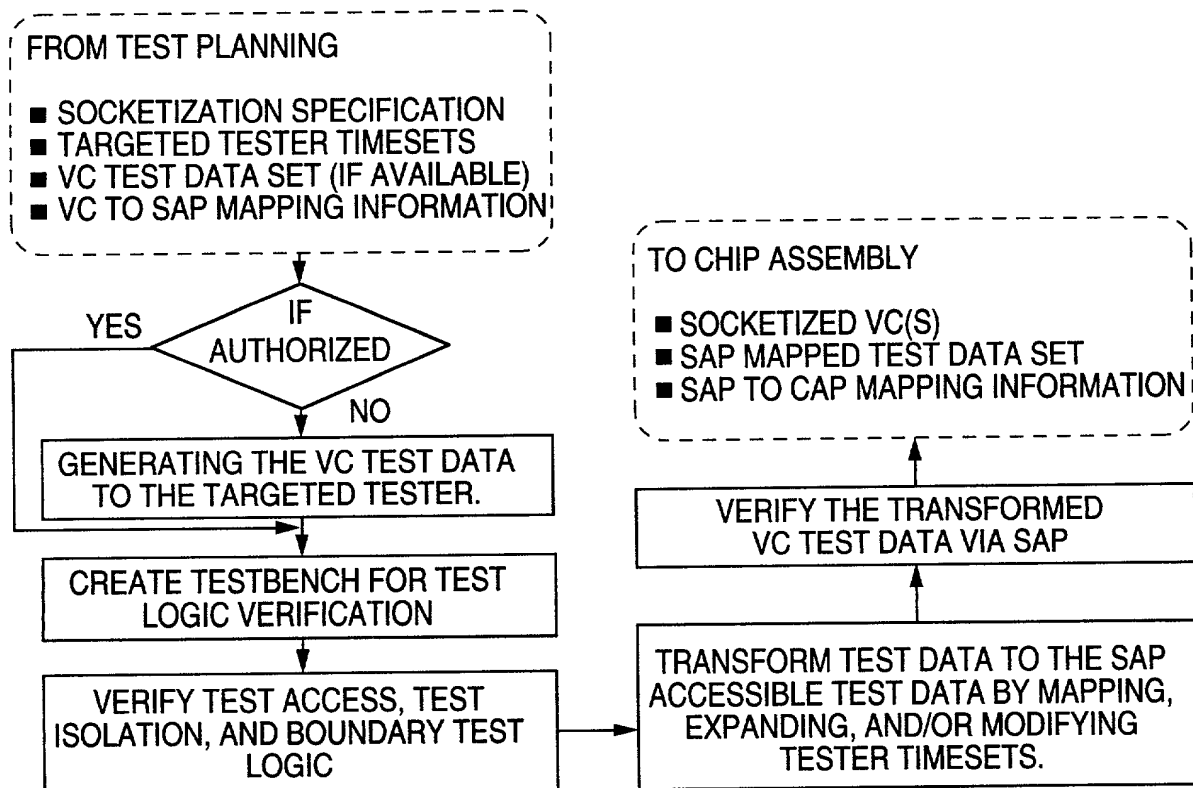 FROM TEST PLANNING
■ SOCKETIZATION SPECIFICATION
■ TARGETED TESTER TIMESETS
■ VC TEST DATA SET (IF AVAILABLE)
■ VC TO SAP MAPPING INFORMATION
YES
IF
AUTHORIZED
NO
GENERATING THE VC TEST DATA
TO THE TARGETED TESTER.
CREATE TESTBENCH FOR TEST
LOGIC VERIFICATION
VERIFY TEST ACCESS, TEST
ISOLATION, AND BOUNDARY TEST
LOGIC
TRANSFORM TEST DATA TO THE SAP
ACCESSIBLE TEST DATA BY MAPPING,
EXPANDING, AND/OR MODIFYING
TESTER TIMESETS.
VERIFY THE TRANSFORMED
VC TEST DATA VIA SAP
TO CHIP ASSEMBLY
■ SOCKETIZED VC(S)
■ SAP MAPPED TEST DATA SET
■ SAP TO CAP MAPPING INFORMATION